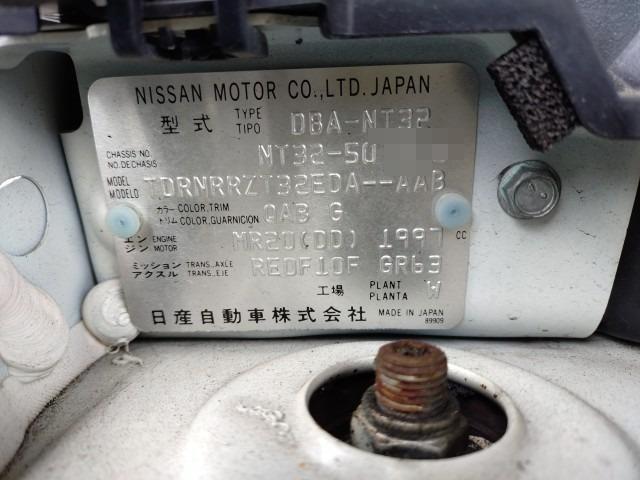 NISSAN MOTOR CO.,LTD. JAPAN
型式 TYPE TIPO DBA-NT32
CHASSIS NO. NO. DE CHASIS NT32-50
MODEL MODELO TDRNRRZT32EDA--AAB
カラー COLOR,TRIM トリム COLOR,GUARNICION QAB G
エンジン ENGINE MOTOR MR20(DD) 1997 CC
ミッション TRANS.,AXLE アクスル TRANS.,EJE RE0F10F GR63
工場 PLANT PLANTA W
日産自動車株式会社 MADE IN JAPAN
89909